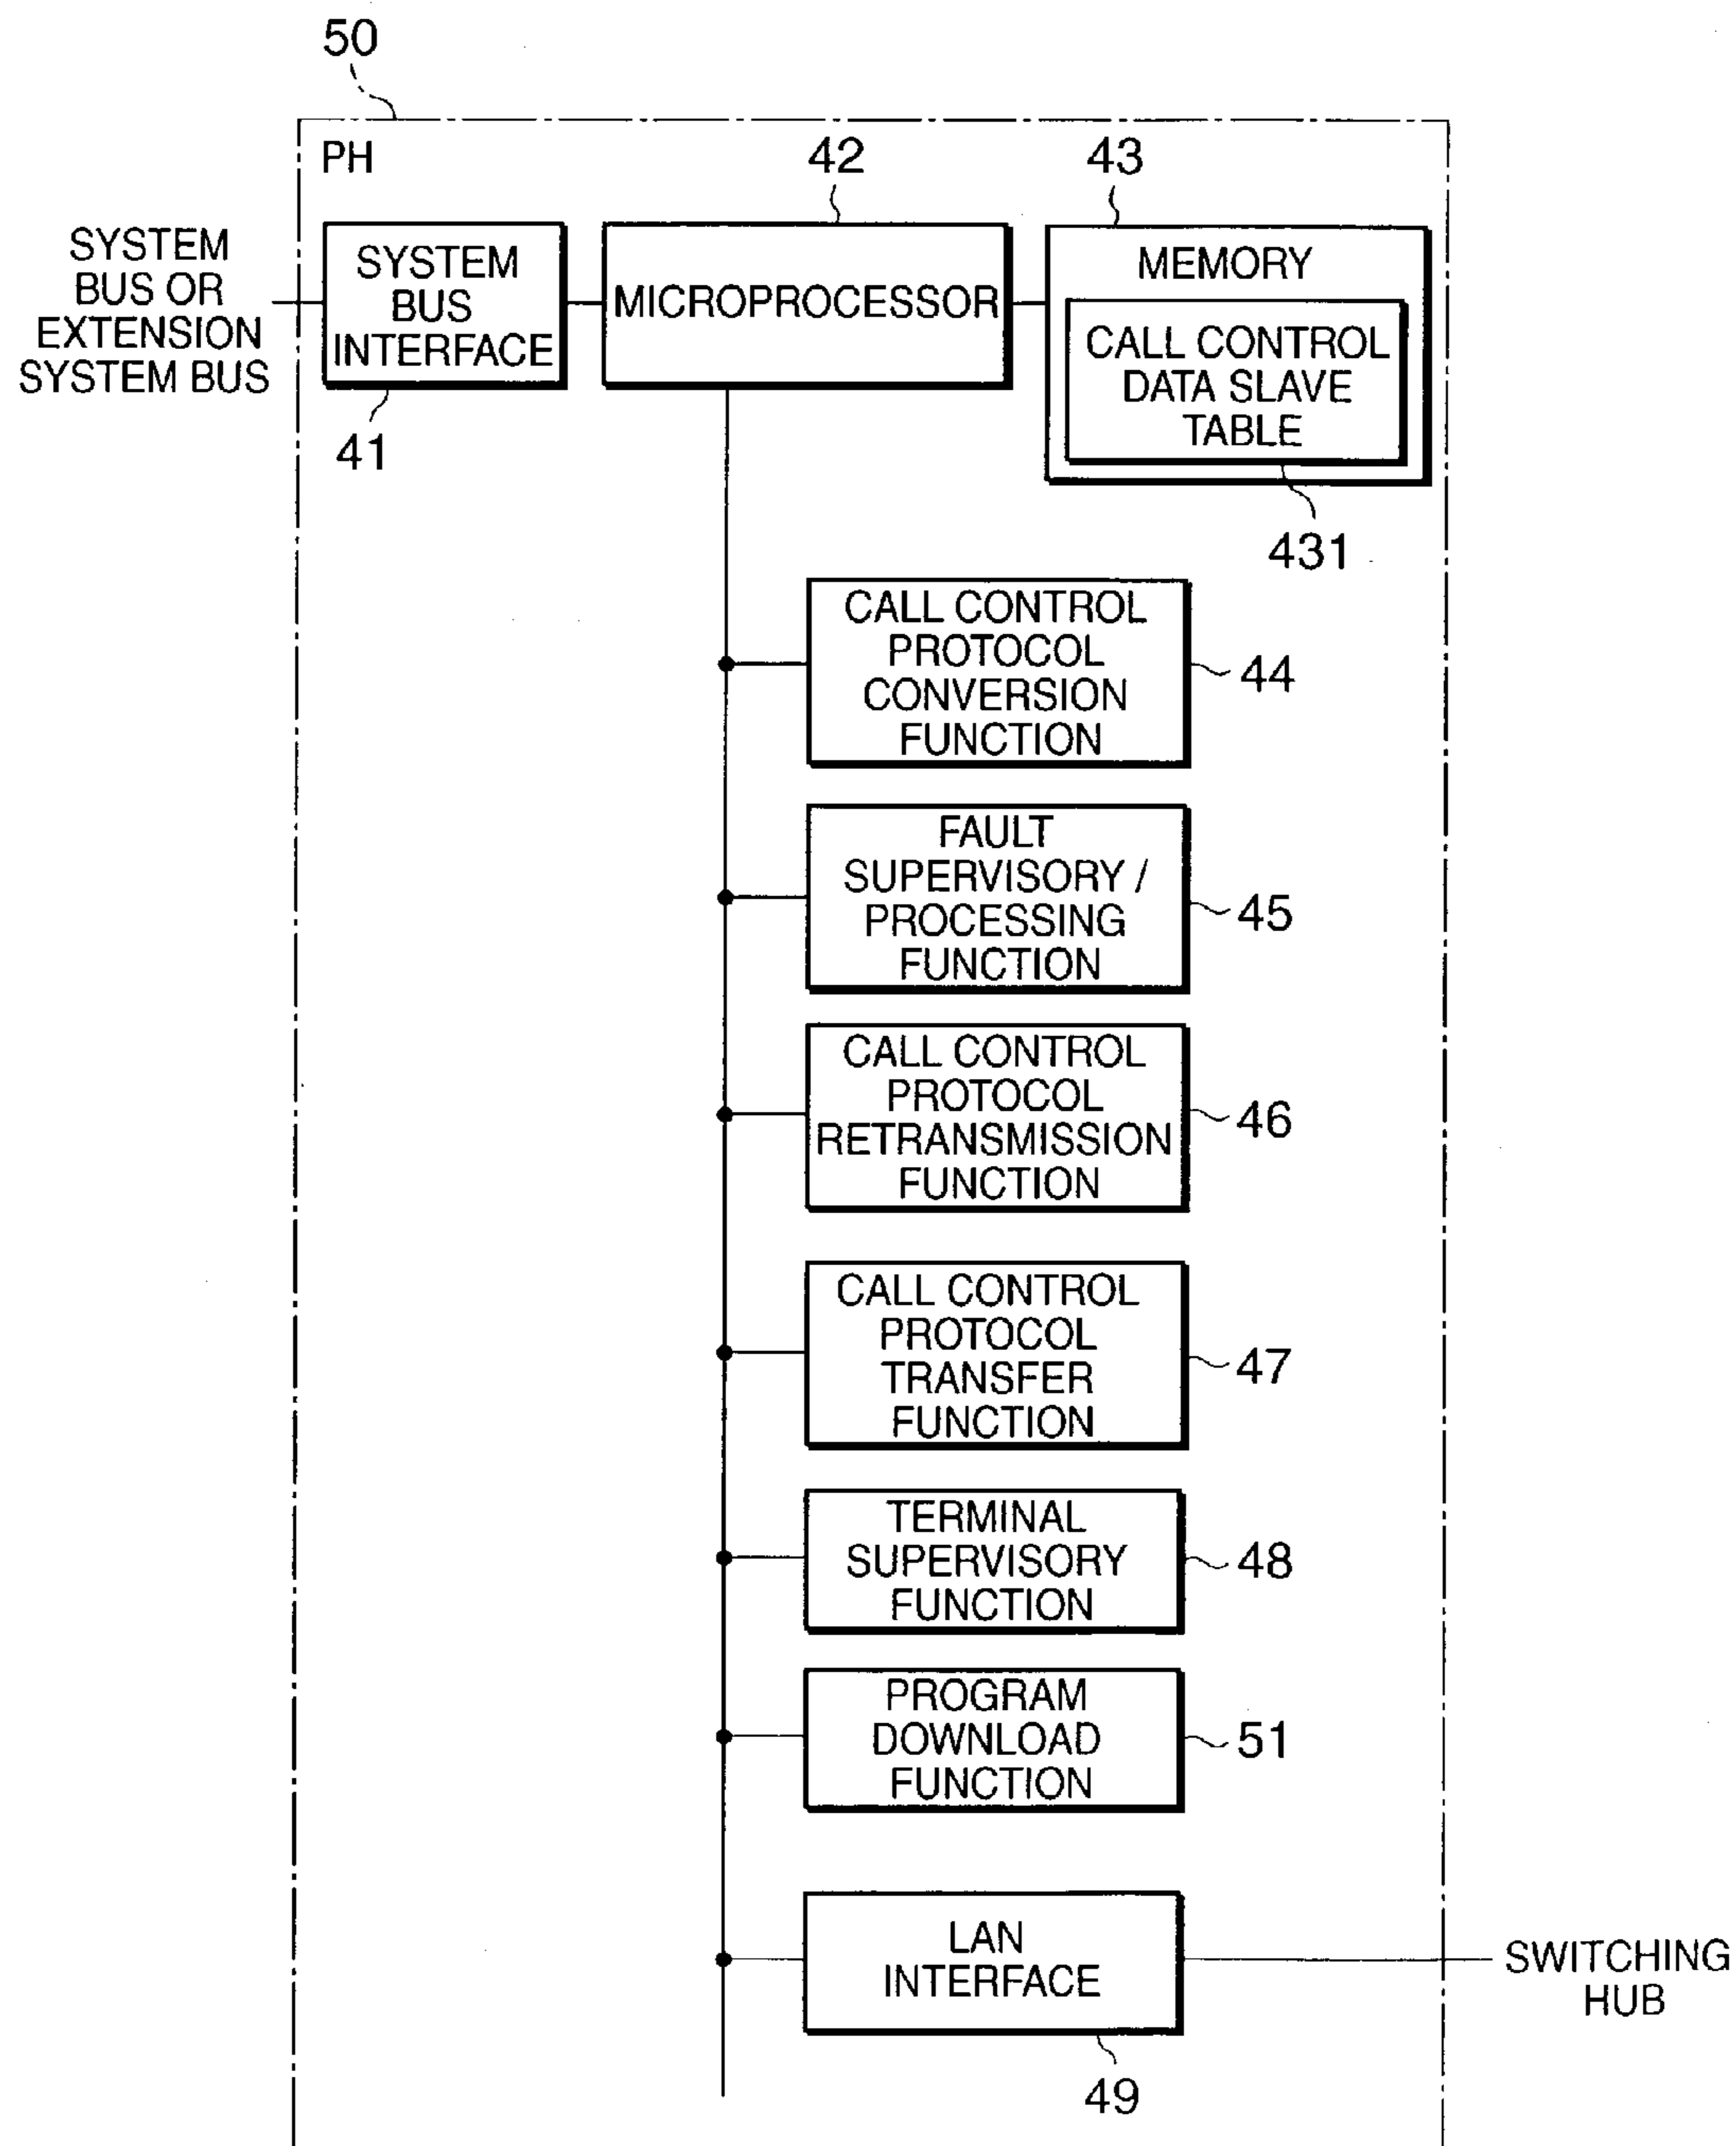 50
PH
42
43
SYSTEM
BUS OR
EXTENSION
SYSTEM BUS
SYSTEM
BUS
INTERFACE
41
MICROPROCESSOR
MEMORY
CALL CONTROL
DATA SLAVE
TABLE
431
CALL CONTROL
PROTOCOL
CONVERSION
FUNCTION
44
FAULT
SUPERVISORY /
PROCESSING
FUNCTION
45
CALL CONTROL
PROTOCOL
RETRANSMISSION
FUNCTION
46
CALL CONTROL
PROTOCOL
TRANSFER
FUNCTION
47
TERMINAL
SUPERVISORY
FUNCTION
48
PROGRAM
DOWNLOAD
FUNCTION
51
LAN
INTERFACE
49
SWITCHING
HUB